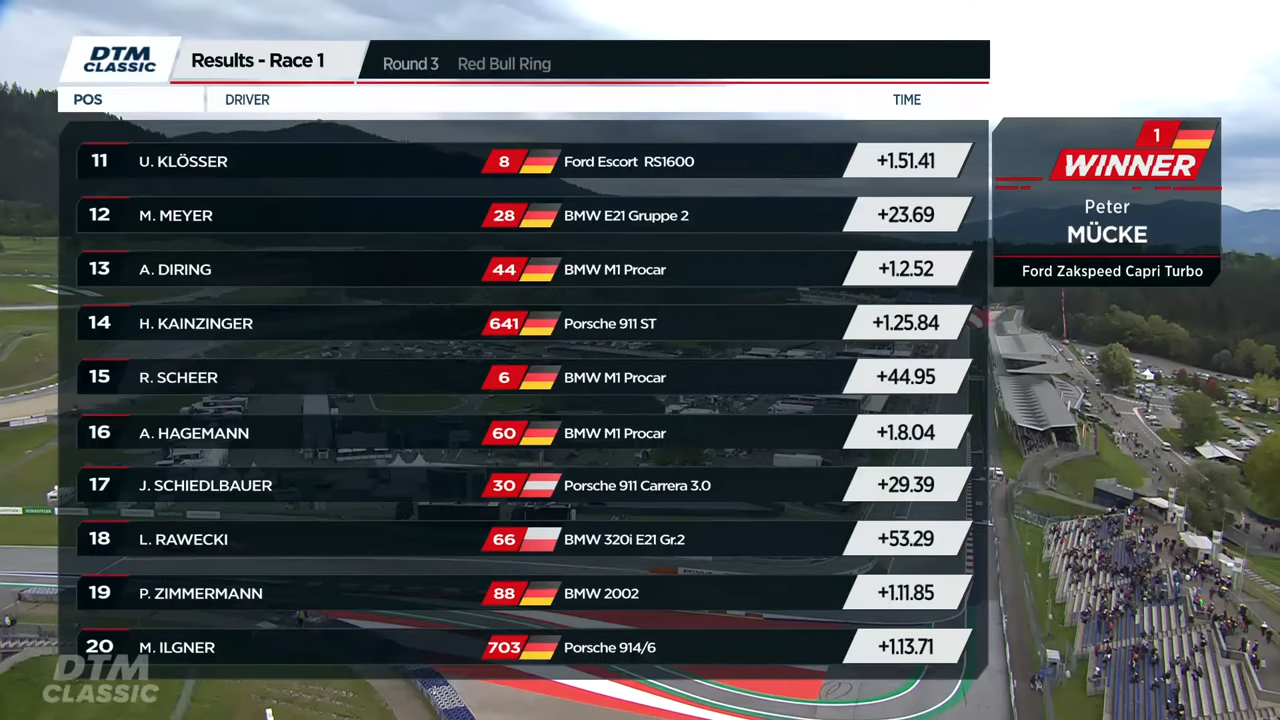 DTM CLASSIC Results - Race 1 Round 3 Red Bull Ring
POS DRIVER TIME
11 U. KLÖSSER 8 Ford Escort RS1600 +1.51.41
12 M. MEYER 28 BMW E21 Gruppe 2 +23.69
13 A. DIRING 44 BMW M1 Procar +1.2.52
14 H. KAINZINGER 641 Porsche 911 ST +1.25.84
15 R. SCHEER 6 BMW M1 Procar +44.95
16 A. HAGEMANN 60 BMW M1 Procar +1.8.04
17 J. SCHIEDLBAUER 30 Porsche 911 Carrera 3.0 +29.39
18 L. RAWECKI 66 BMW 320i E21 Gr.2 +53.29
19 P. ZIMMERMANN 88 BMW 2002 +1.11.85
20 M. ILGNER 703 Porsche 914/6 +1.13.71
1
WINNER
Peter
MÜCKE
Ford Zakspeed Capri Turbo
DTM
CLASSIC